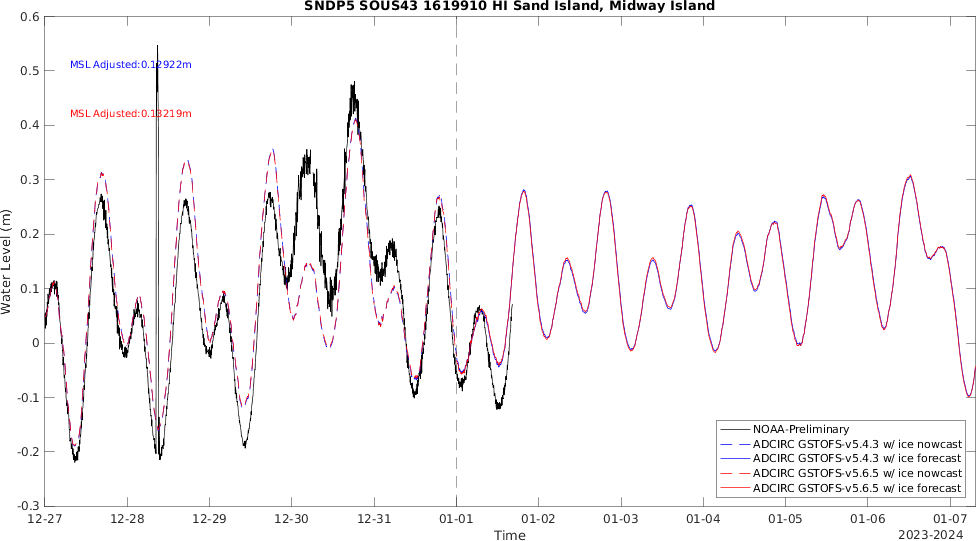 SNDP5 SOUS43 1619910 HI Sand Island, Midway Island
0.6
0.5
0.4
0.3
0.2
0.1
0
-0.1
-0.2
-0.3
Water Level (m)
MSL Adjusted:0.12922m
MSL Adjusted:0.13219m
NOAA-Preliminary
ADCIRC GSTOFS-v5.4.3 w/ ice nowcast
ADCIRC GSTOFS-v5.4.3 w/ ice forecast
ADCIRC GSTOFS-v5.6.5 w/ ice nowcast
ADCIRC GSTOFS-v5.6.5 w/ ice forecast
12-27 12-28 12-29 12-30 12-31 01-01 01-02 01-03 01-04 01-05 01-06 01-07
Time
2023-2024